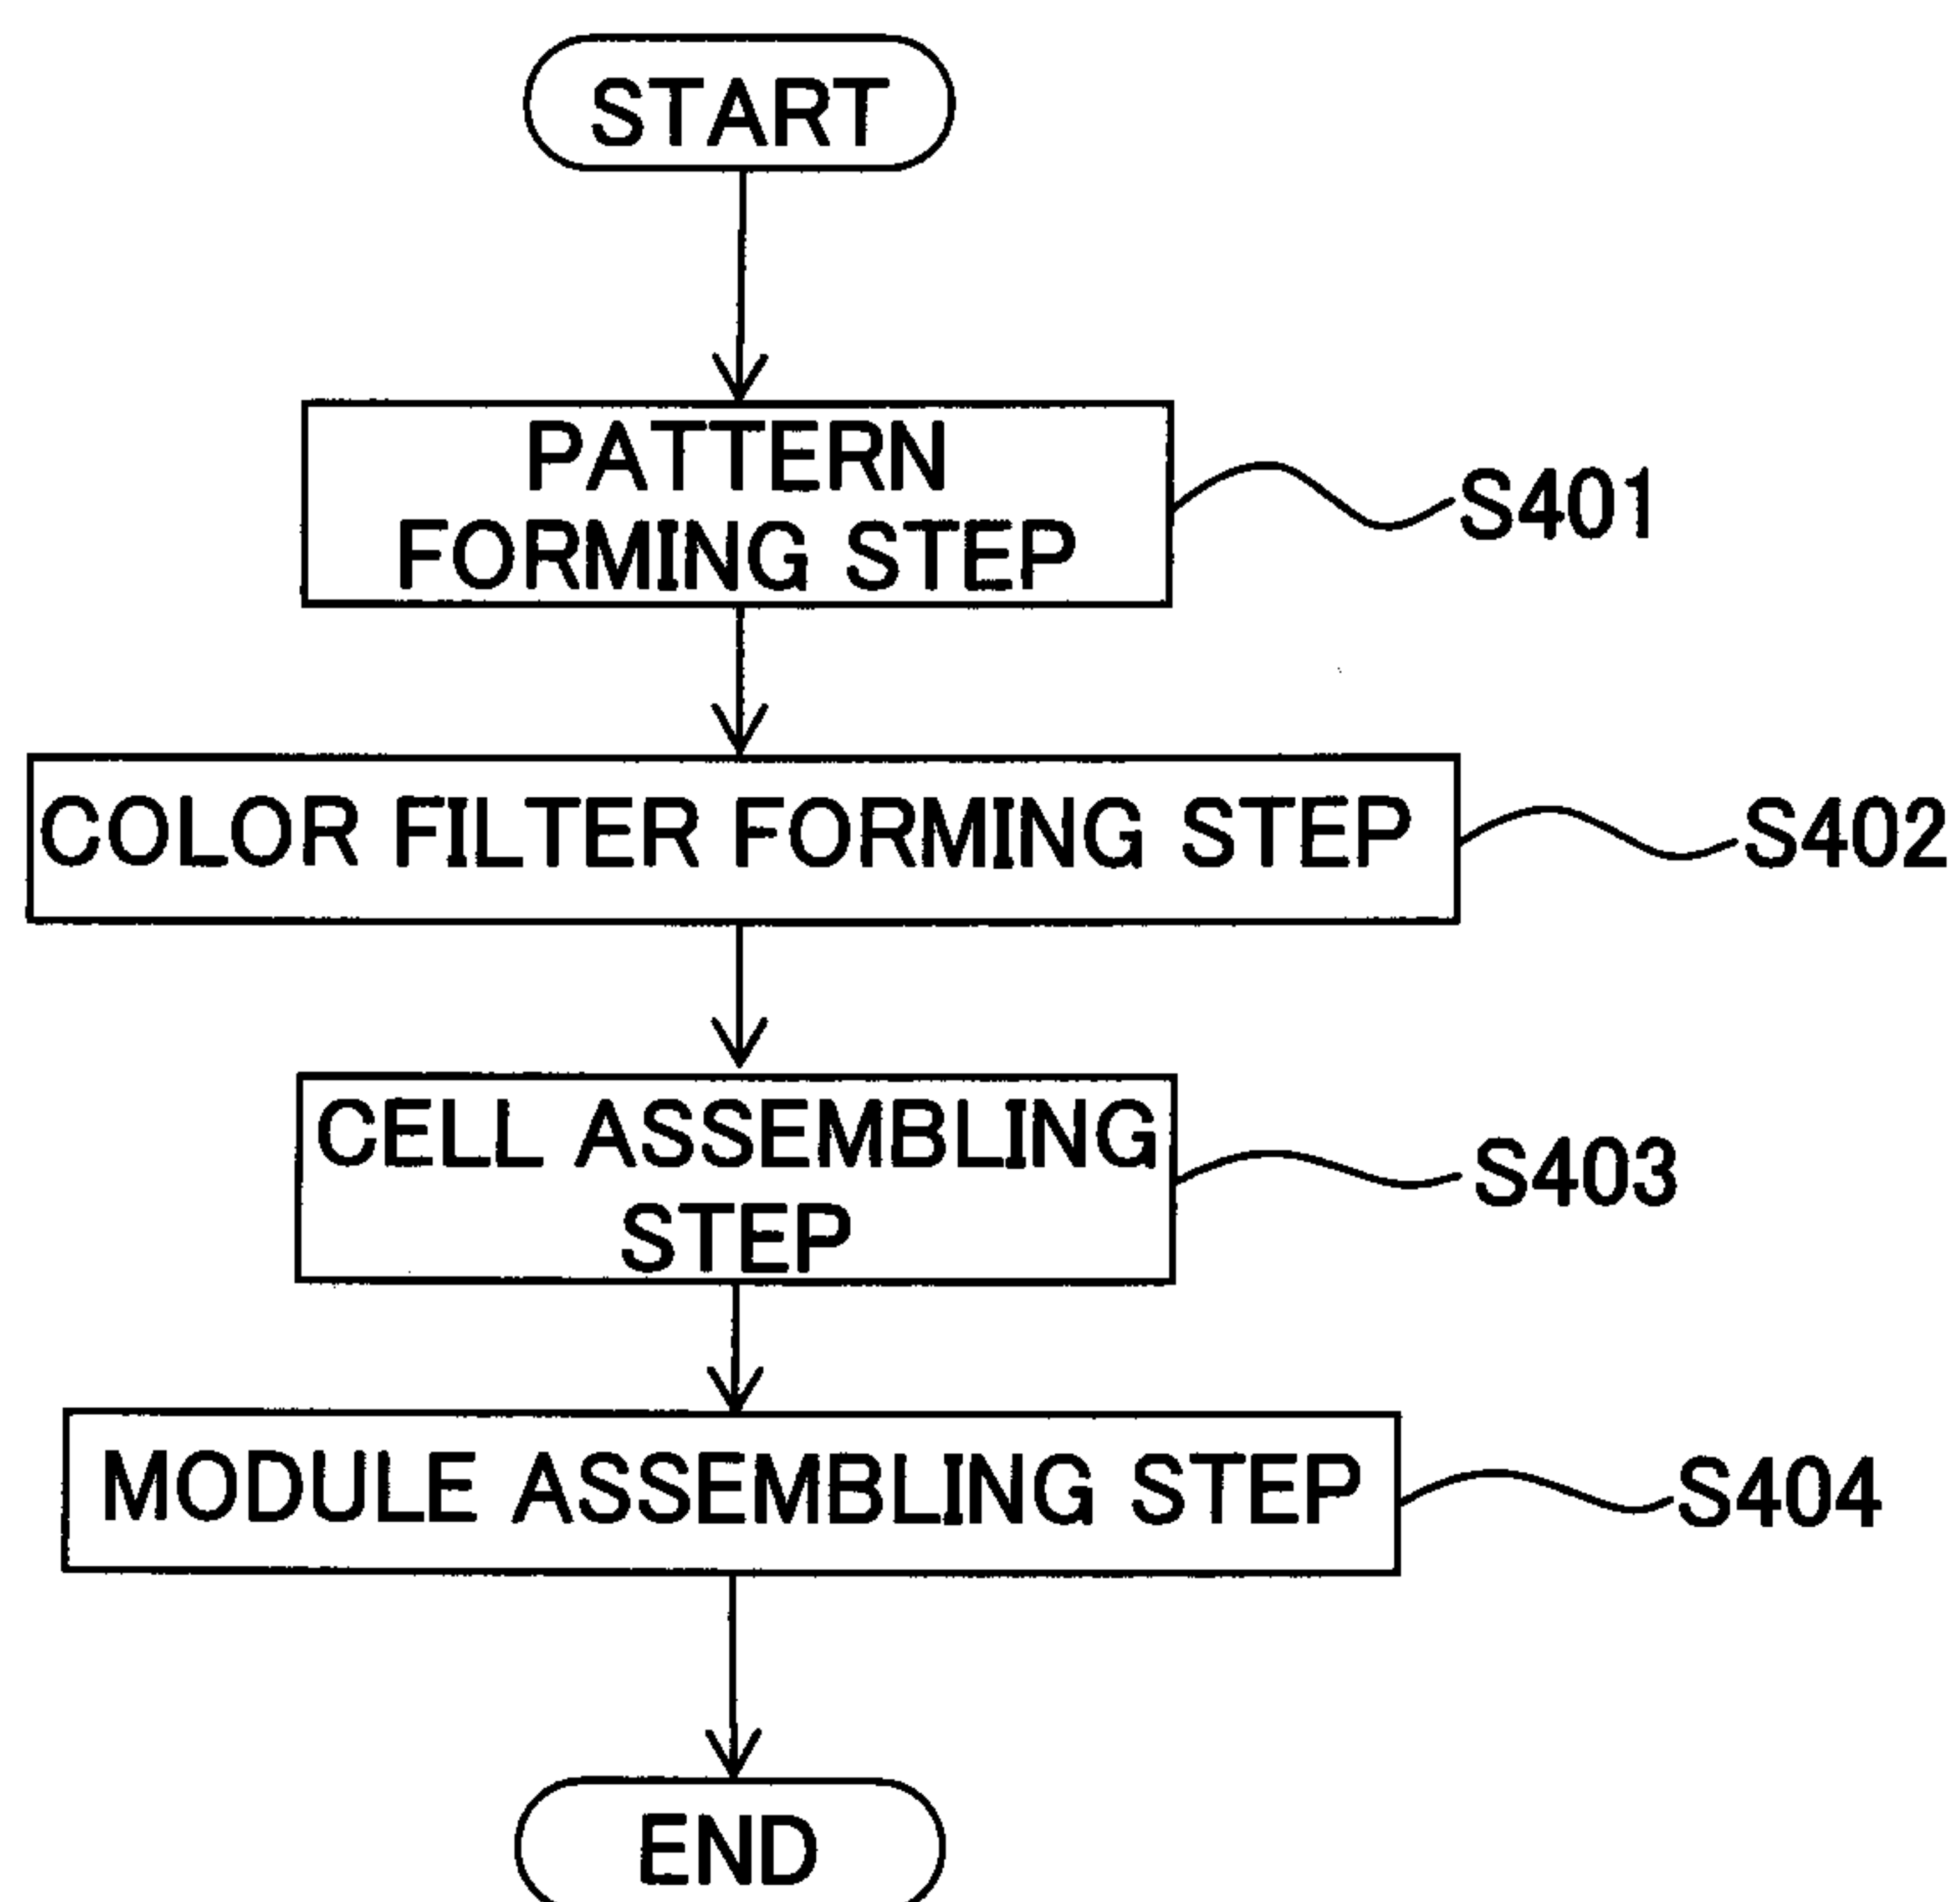 START
PATTERN
FORMING STEP
S401
COLOR FILTER FORMING STEP
S402
CELL ASSEMBLING
STEP
S403
MODULE ASSEMBLING STEP
S404
END